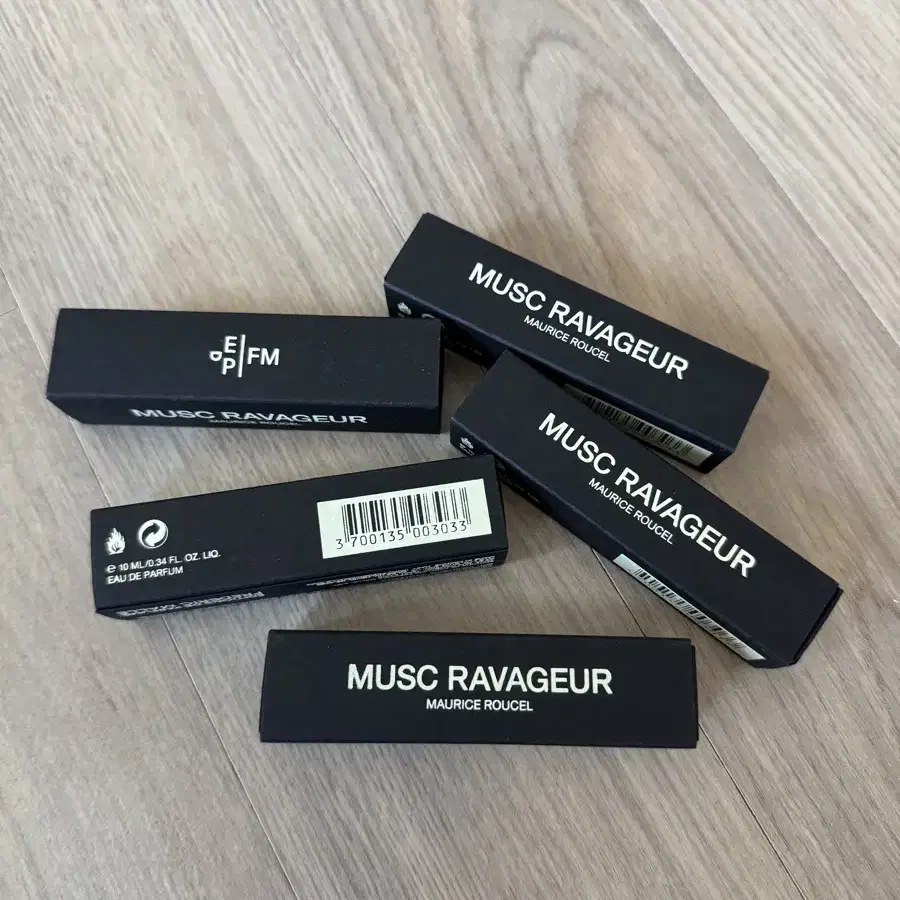 MUSC RAVAGEUR
MAURICE ROUCEL
EDP FM
MUSC RAVAGEUR
MAURICE ROUCEL
MUSC RAVAGEUR
MAURICE ROUCEL
3 700135 003033
e 10 ML/0.34 FL. OZ. LIQ.
EAU DE PARFUM
MUSC RAVAGEUR
MAURICE ROUCEL